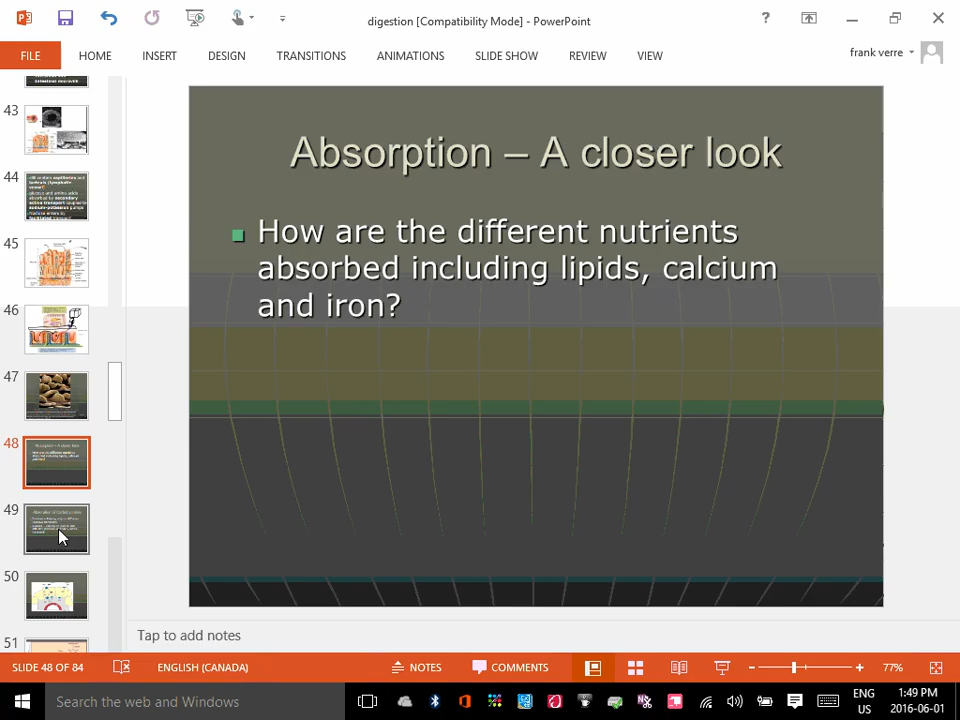 digestion [Compatibility Mode] - PowerPoint
FILE HOME INSERT DESIGN TRANSITIONS ANIMATIONS SLIDE SHOW REVIEW VIEW
frank verre
43
44
45
46
47
48
49
50
51
Absorption – A closer look
How are the different nutrients
absorbed including lipids, calcium
and iron?
Tap to add notes
SLIDE 48 OF 84 ENGLISH (CANADA) NOTES COMMENTS 77%
Search the web and Windows
ENG
US
1:49 PM
2016-06-01